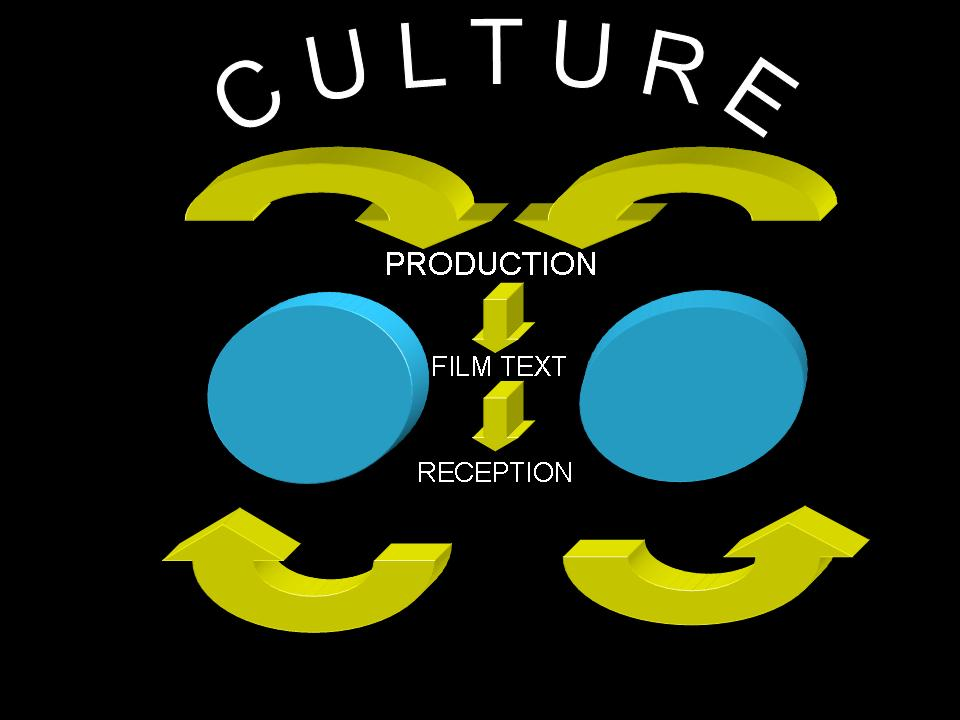 CULTURE
PRODUCTION
FILM TEXT
RECEPTION